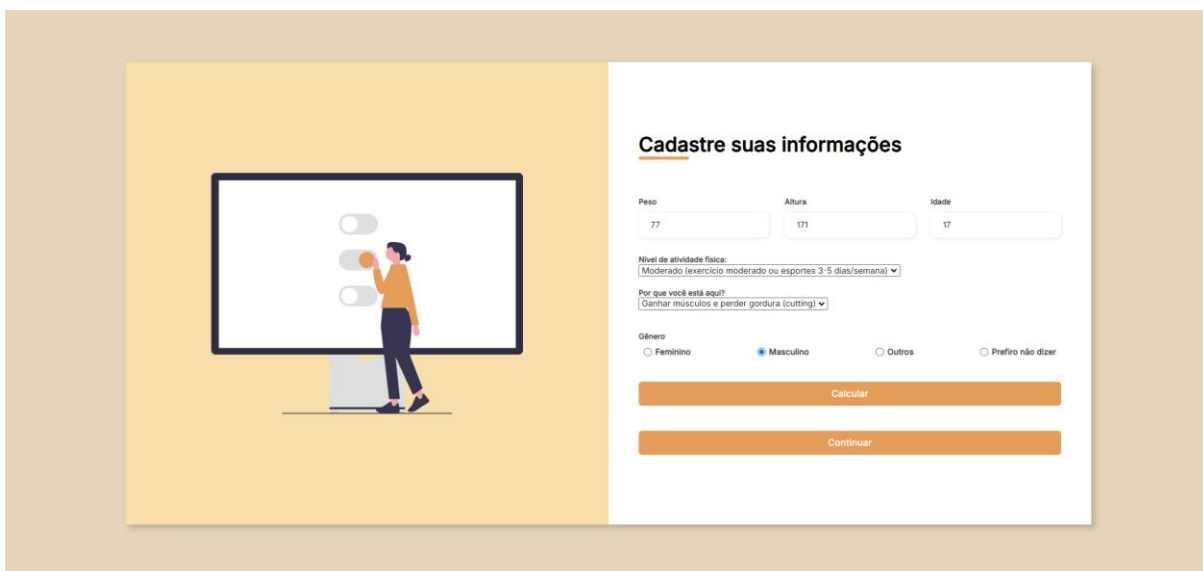 Cadastre suas informações
Peso Altura Idade
77 171 17
Nível de atividade física:
Moderado (exercício moderado ou esportes 3-5 dias/semana)
Por que você está aqui?
Ganhar músculos e perder gordura (cutting)
Gênero
Feminino Masculino Outros Prefiro não dizer
Calcular
Continuar